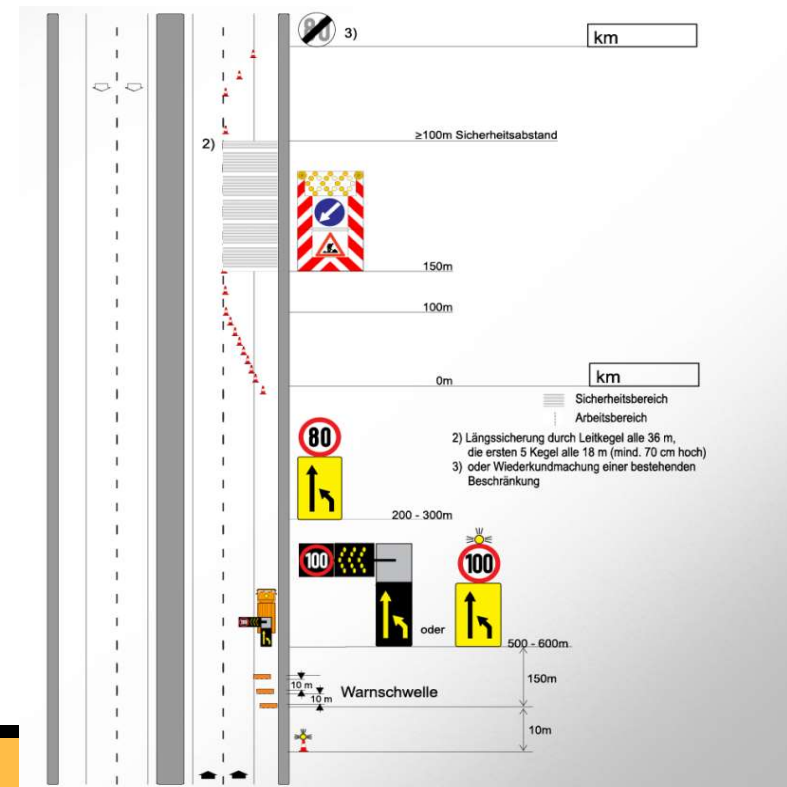 80 3)
km
≥100m Sicherheitsabstand
2)
150m
100m
km
0m
Sicherheitsbereich
Arbeitsbereich
2) Längssicherung durch Leitkegel alle 36 m,
die ersten 5 Kegel alle 18 m (mind. 70 cm hoch)
3) oder Wiederkundmachung einer bestehenden
Beschränkung
80
200 - 300m
100
100
oder
500 - 600m
150m
10 m
Warnschwelle
10 m
10m